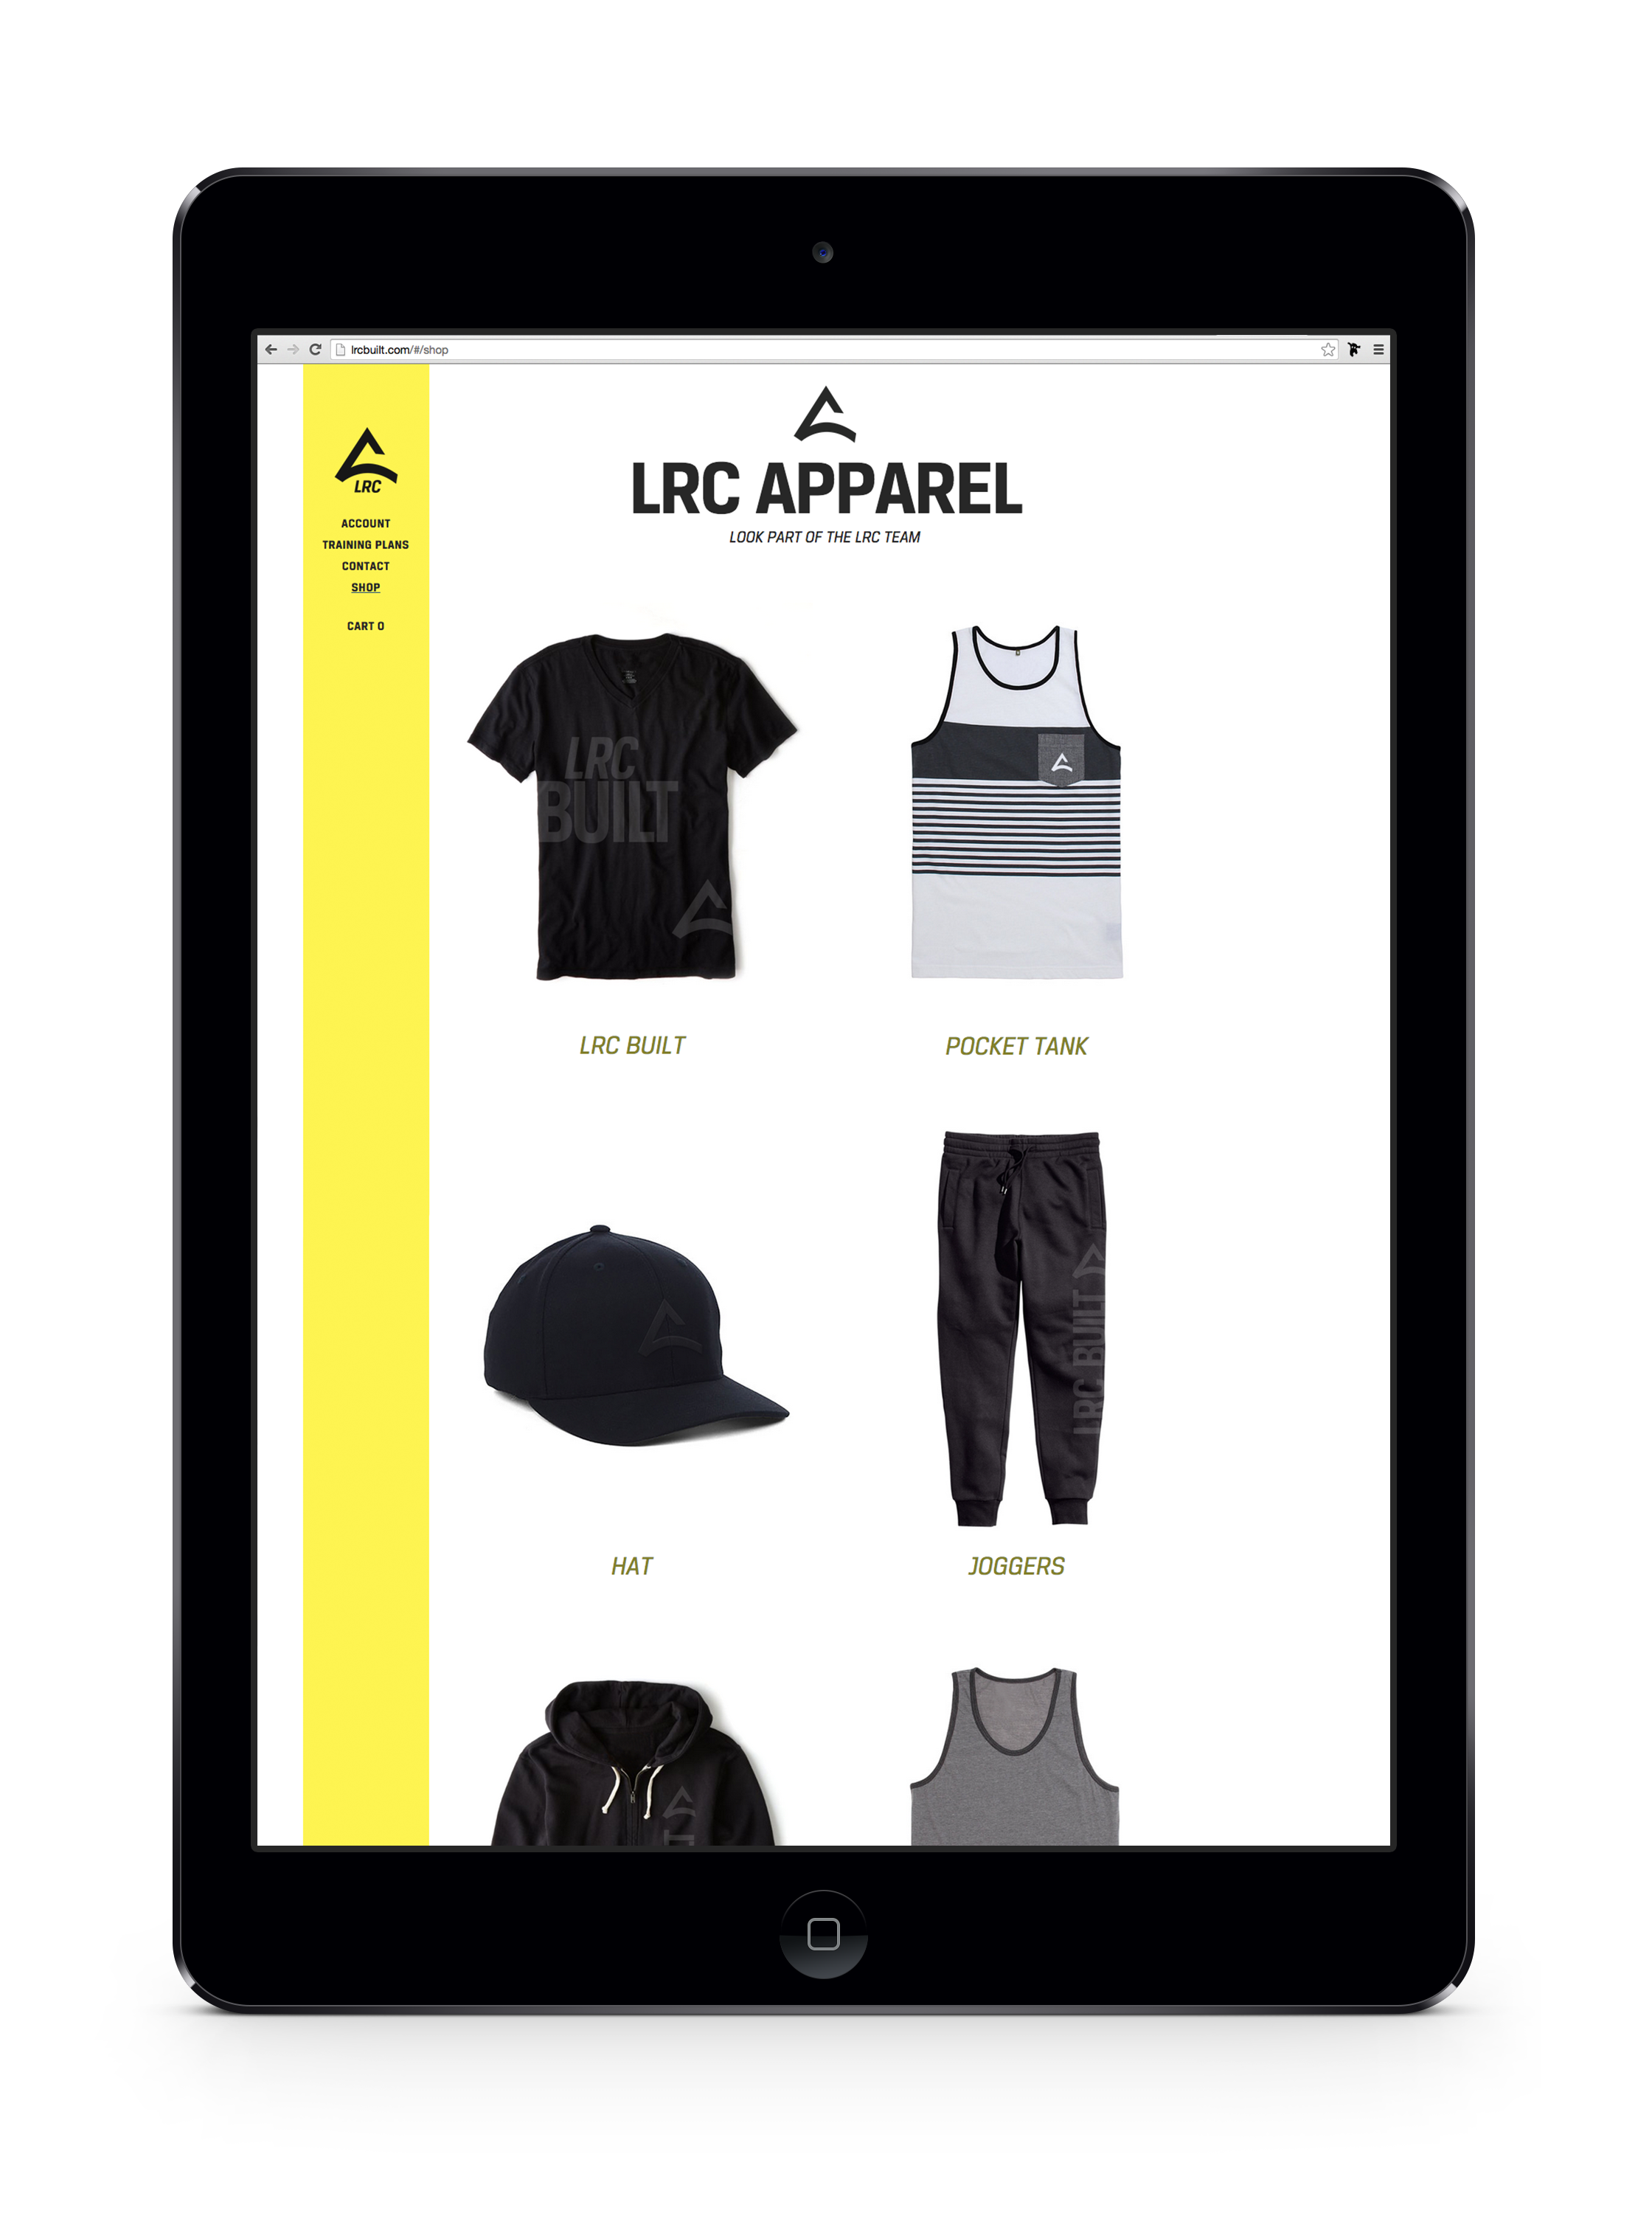 lrcbuilt.com/#/shop
LRC
ACCOUNT
TRAINING PLANS
CONTACT
SHOP
CART 0
LRC APPAREL
LOOK PART OF THE LRC TEAM
LRC
BUILT
LRC BUILT
POCKET TANK
LRC BUILT
HAT
JOGGERS